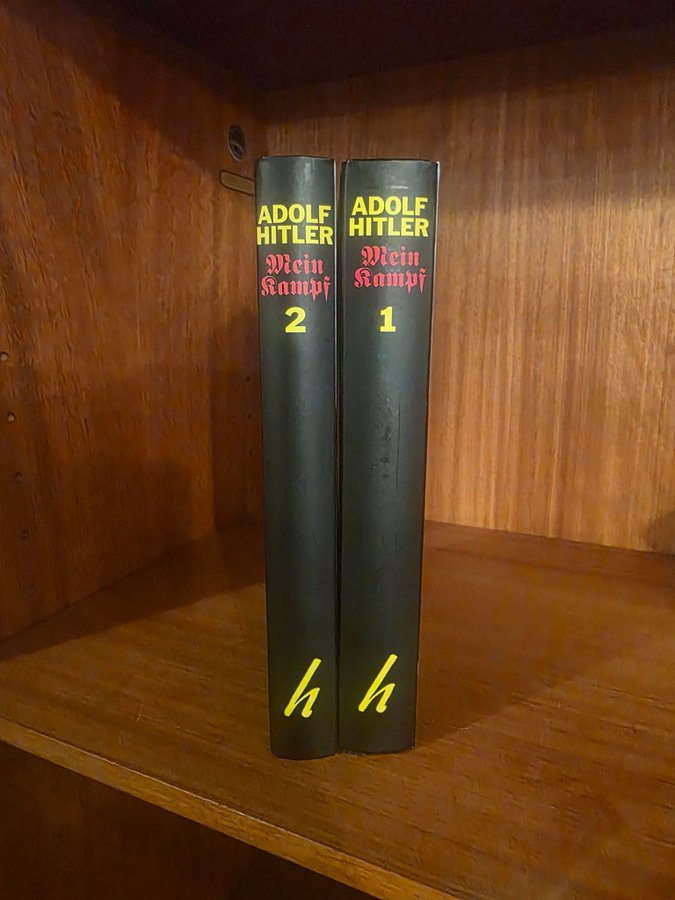 ADOLF
HITLER
Mein
Kampf
2
h
ADOLF
HITLER
Mein
Kampf
1
h